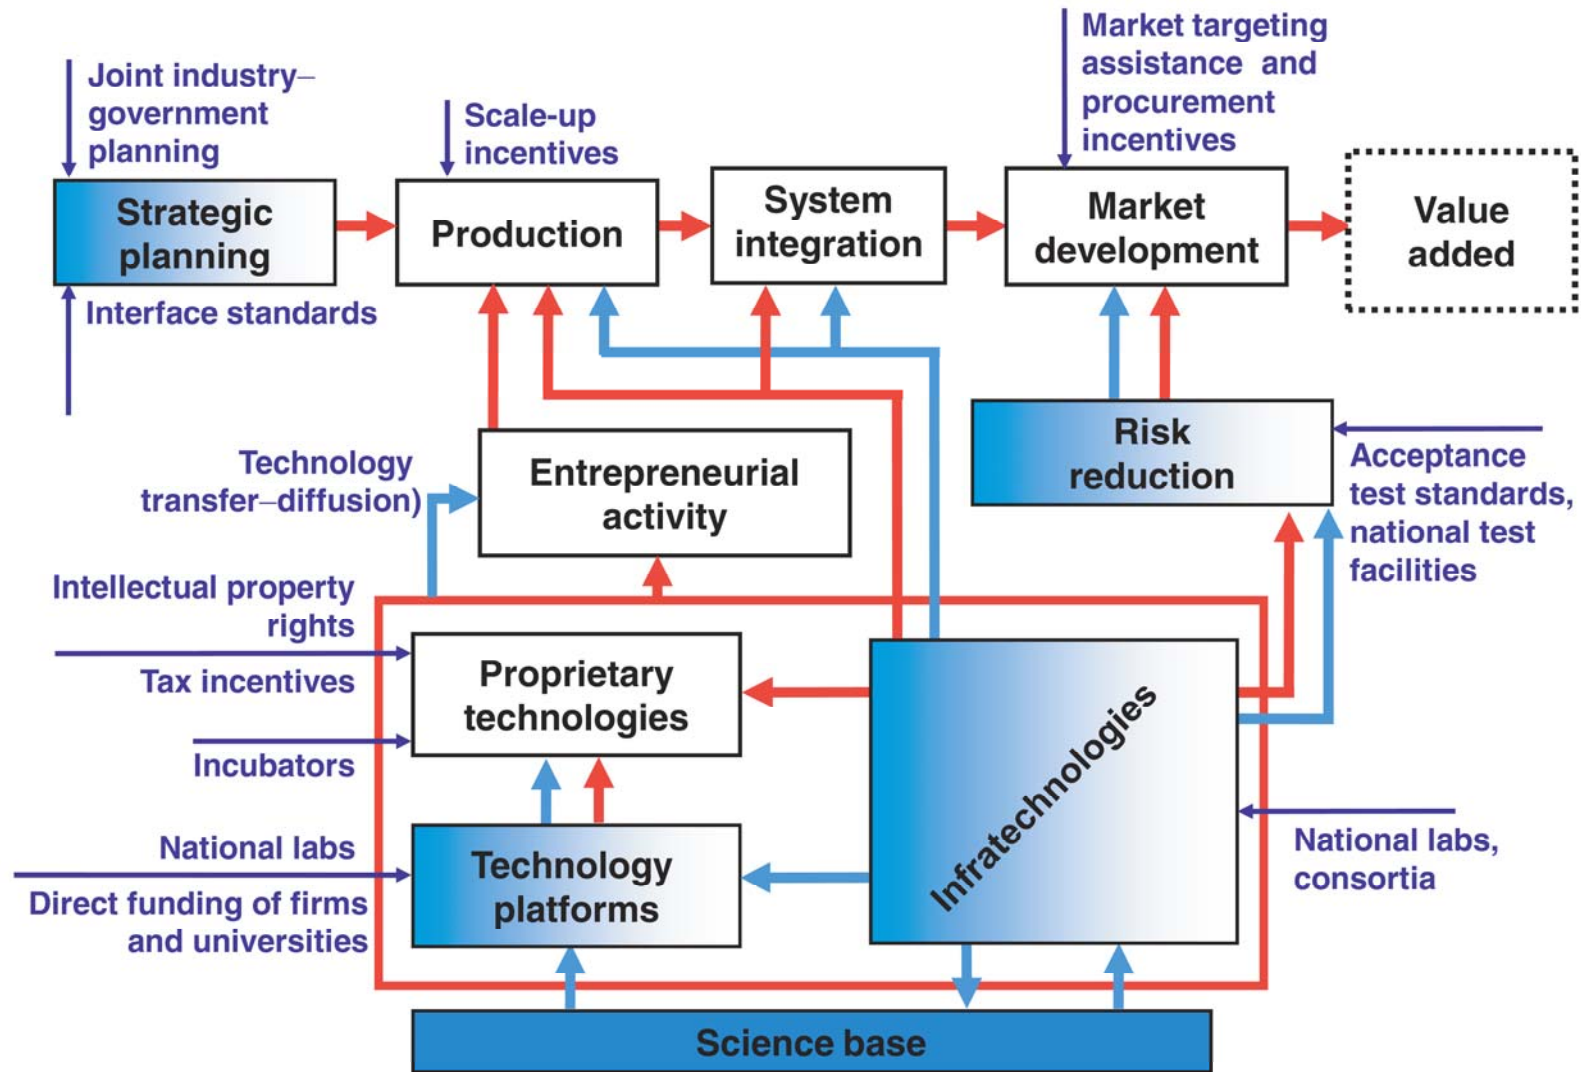 Market targeting
assistance and
procurement
incentives
Joint industry–
government
planning
Scale-up
incentives
Strategic
planning
Production
System
integration
Market
development
Value
added
Interface standards
Risk
reduction
Technology
transfer–diffusion)
Entrepreneurial
activity
Acceptance
test standards,
national test
facilities
Intellectual property
rights
Tax incentives
Proprietary
technologies
Incubators
Infratechnologies
National labs
Direct funding of firms
and universities
Technology
platforms
National labs,
consortia
Science base